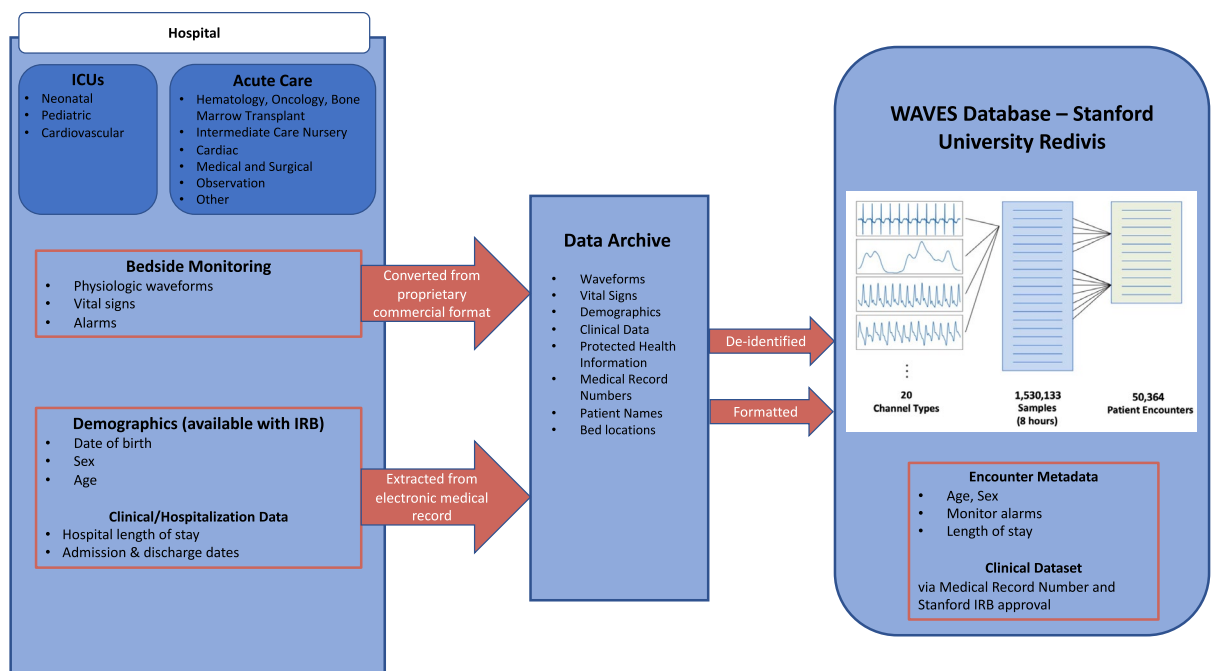 Hospital
ICUs
• Neonatal
• Pediatric
• Cardiovascular
Acute Care
• Hematology, Oncology, Bone
Marrow Transplant
• Intermediate Care Nursery
• Cardiac
• Medical and Surgical
• Observation
• Other
Bedside Monitoring
• Physiologic waveforms
• Vital signs
• Alarms
Converted from
proprietary
commercial format
Demographics (available with IRB)
• Date of birth
• Sex
• Age
Clinical/Hospitalization Data
• Hospital length of stay
• Admission & discharge dates
Extracted from
electronic medical
record
Data Archive
• Waveforms
• Vital Signs
• Demographics
• Clinical Data
• Protected Health
Information
• Medical Record
Numbers
• Patient Names
• Bed locations
De-identified
Formatted
WAVES Database – Stanford
University Redivis
20
Channel Types
1,530,133
Samples
(8 hours)
50,364
Patient Encounters
Encounter Metadata
• Age, Sex
• Monitor alarms
• Length of stay
Clinical Dataset
via Medical Record Number and
Stanford IRB approval